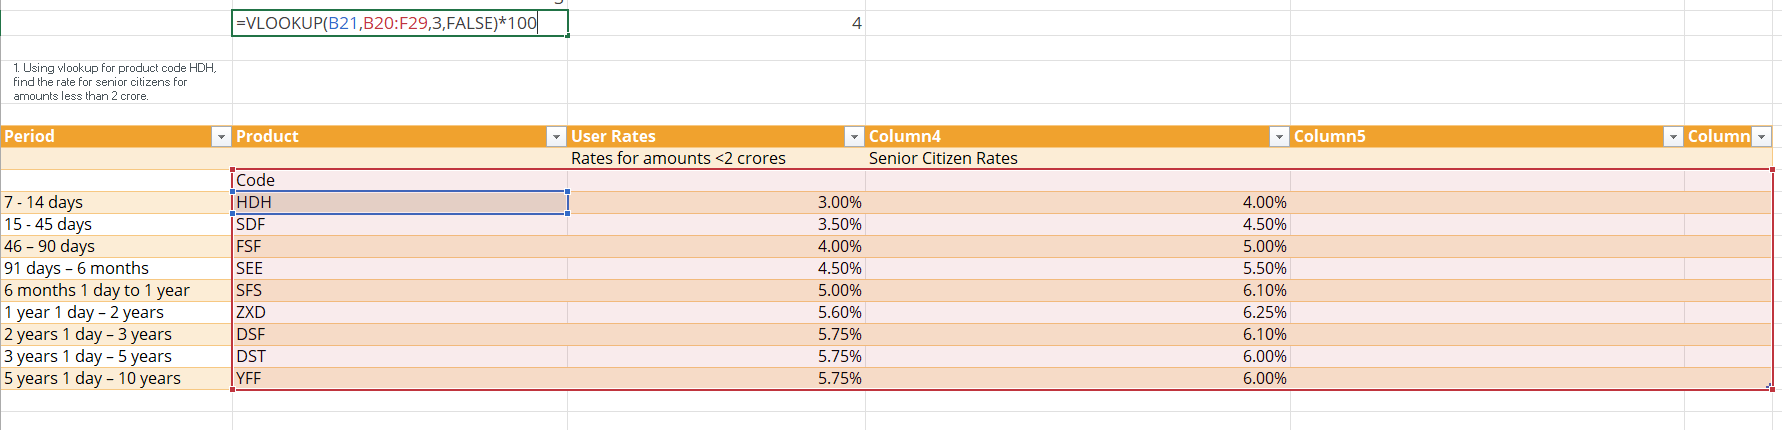 =VLOOKUP(B21,B20:F29,3,FALSE)*100 4
1. Using vlookup for product code HDH,
find the rate for senior citizens for
amounts less than 2 crore.
Period Product User Rates Column4 Column5 Column
Rates for amounts <2 crores Senior Citizen Rates
Code
7 - 14 days HDH 3.00% 4.00%
15 - 45 days SDF 3.50% 4.50%
46 – 90 days FSF 4.00% 5.00%
91 days – 6 months SEE 4.50% 5.50%
6 months 1 day to 1 year SFS 5.00% 6.10%
1 year 1 day – 2 years ZXD 5.60% 6.25%
2 years 1 day – 3 years DSF 5.75% 6.10%
3 years 1 day – 5 years DST 5.75% 6.00%
5 years 1 day – 10 years YFF 5.75% 6.00%